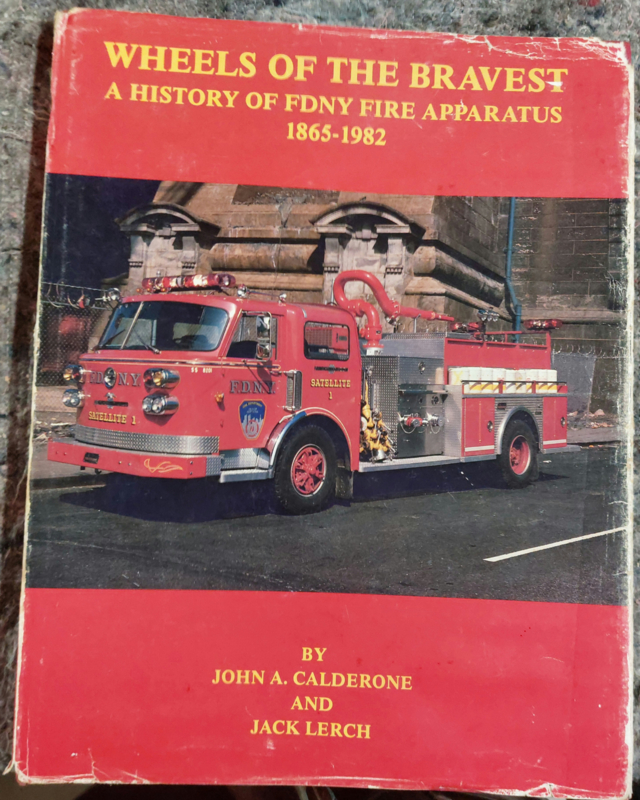 WHEELS OF THE BRAVEST
A HISTORY OF FDNY FIRE APPARATUS
1865-1982
F.D.N.Y.
SATELLITE 1
F.D.N.Y.
SATELLITE
1
BY
JOHN A. CALDERONE
AND
JACK LERCH